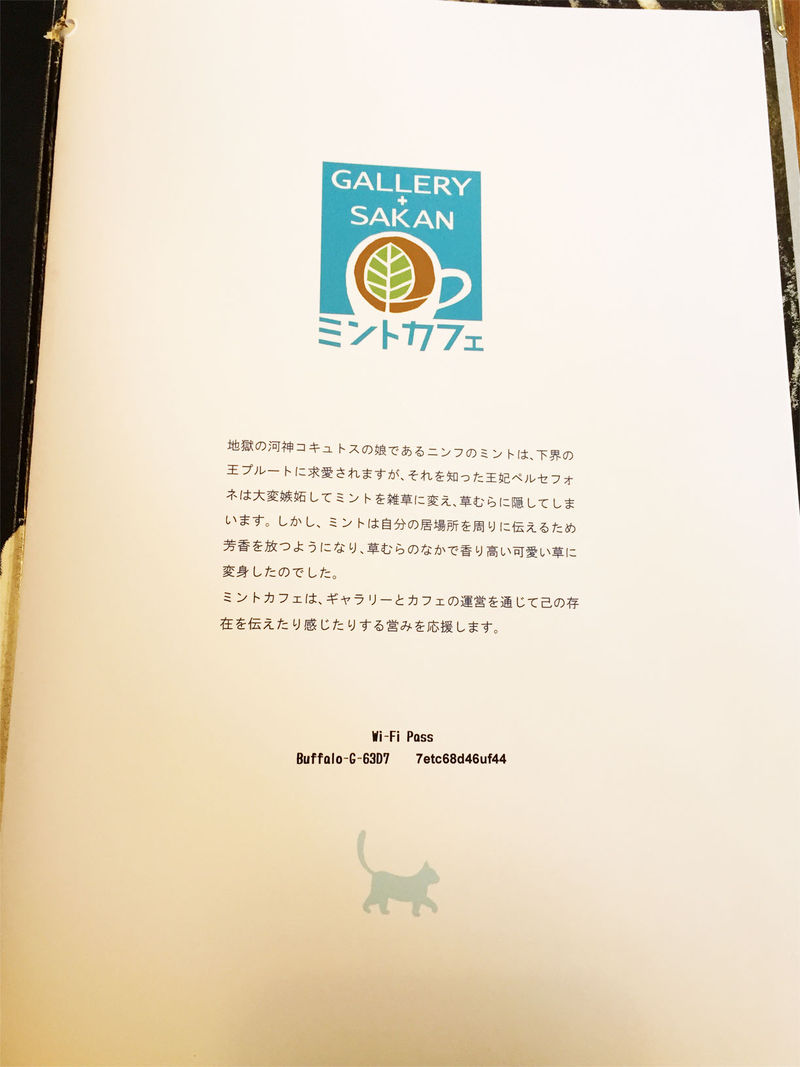 GALLERY
+
SAKAN
ミントカフェ
地獄の河神コキュトスの娘であるニンフのミントは、下界の
王プルートに求愛されますが、それを知った王妃ペルセフォ
ネは大変嫉妬してミントを雑草に変え、草むらに隠してしま
います。しかし、ミントは自分の居場所を周りに伝えるため
芳香を放つようになり、草むらのなかで香り高い可愛い草に
変身したのでした。
ミントカフェは、ギャラリーとカフェの運営を通じて己の存
在を伝えたり感じたりする営みを応援します。
Wi-Fi Pass
Buffalo-G-63D7 7etc68d46uf44